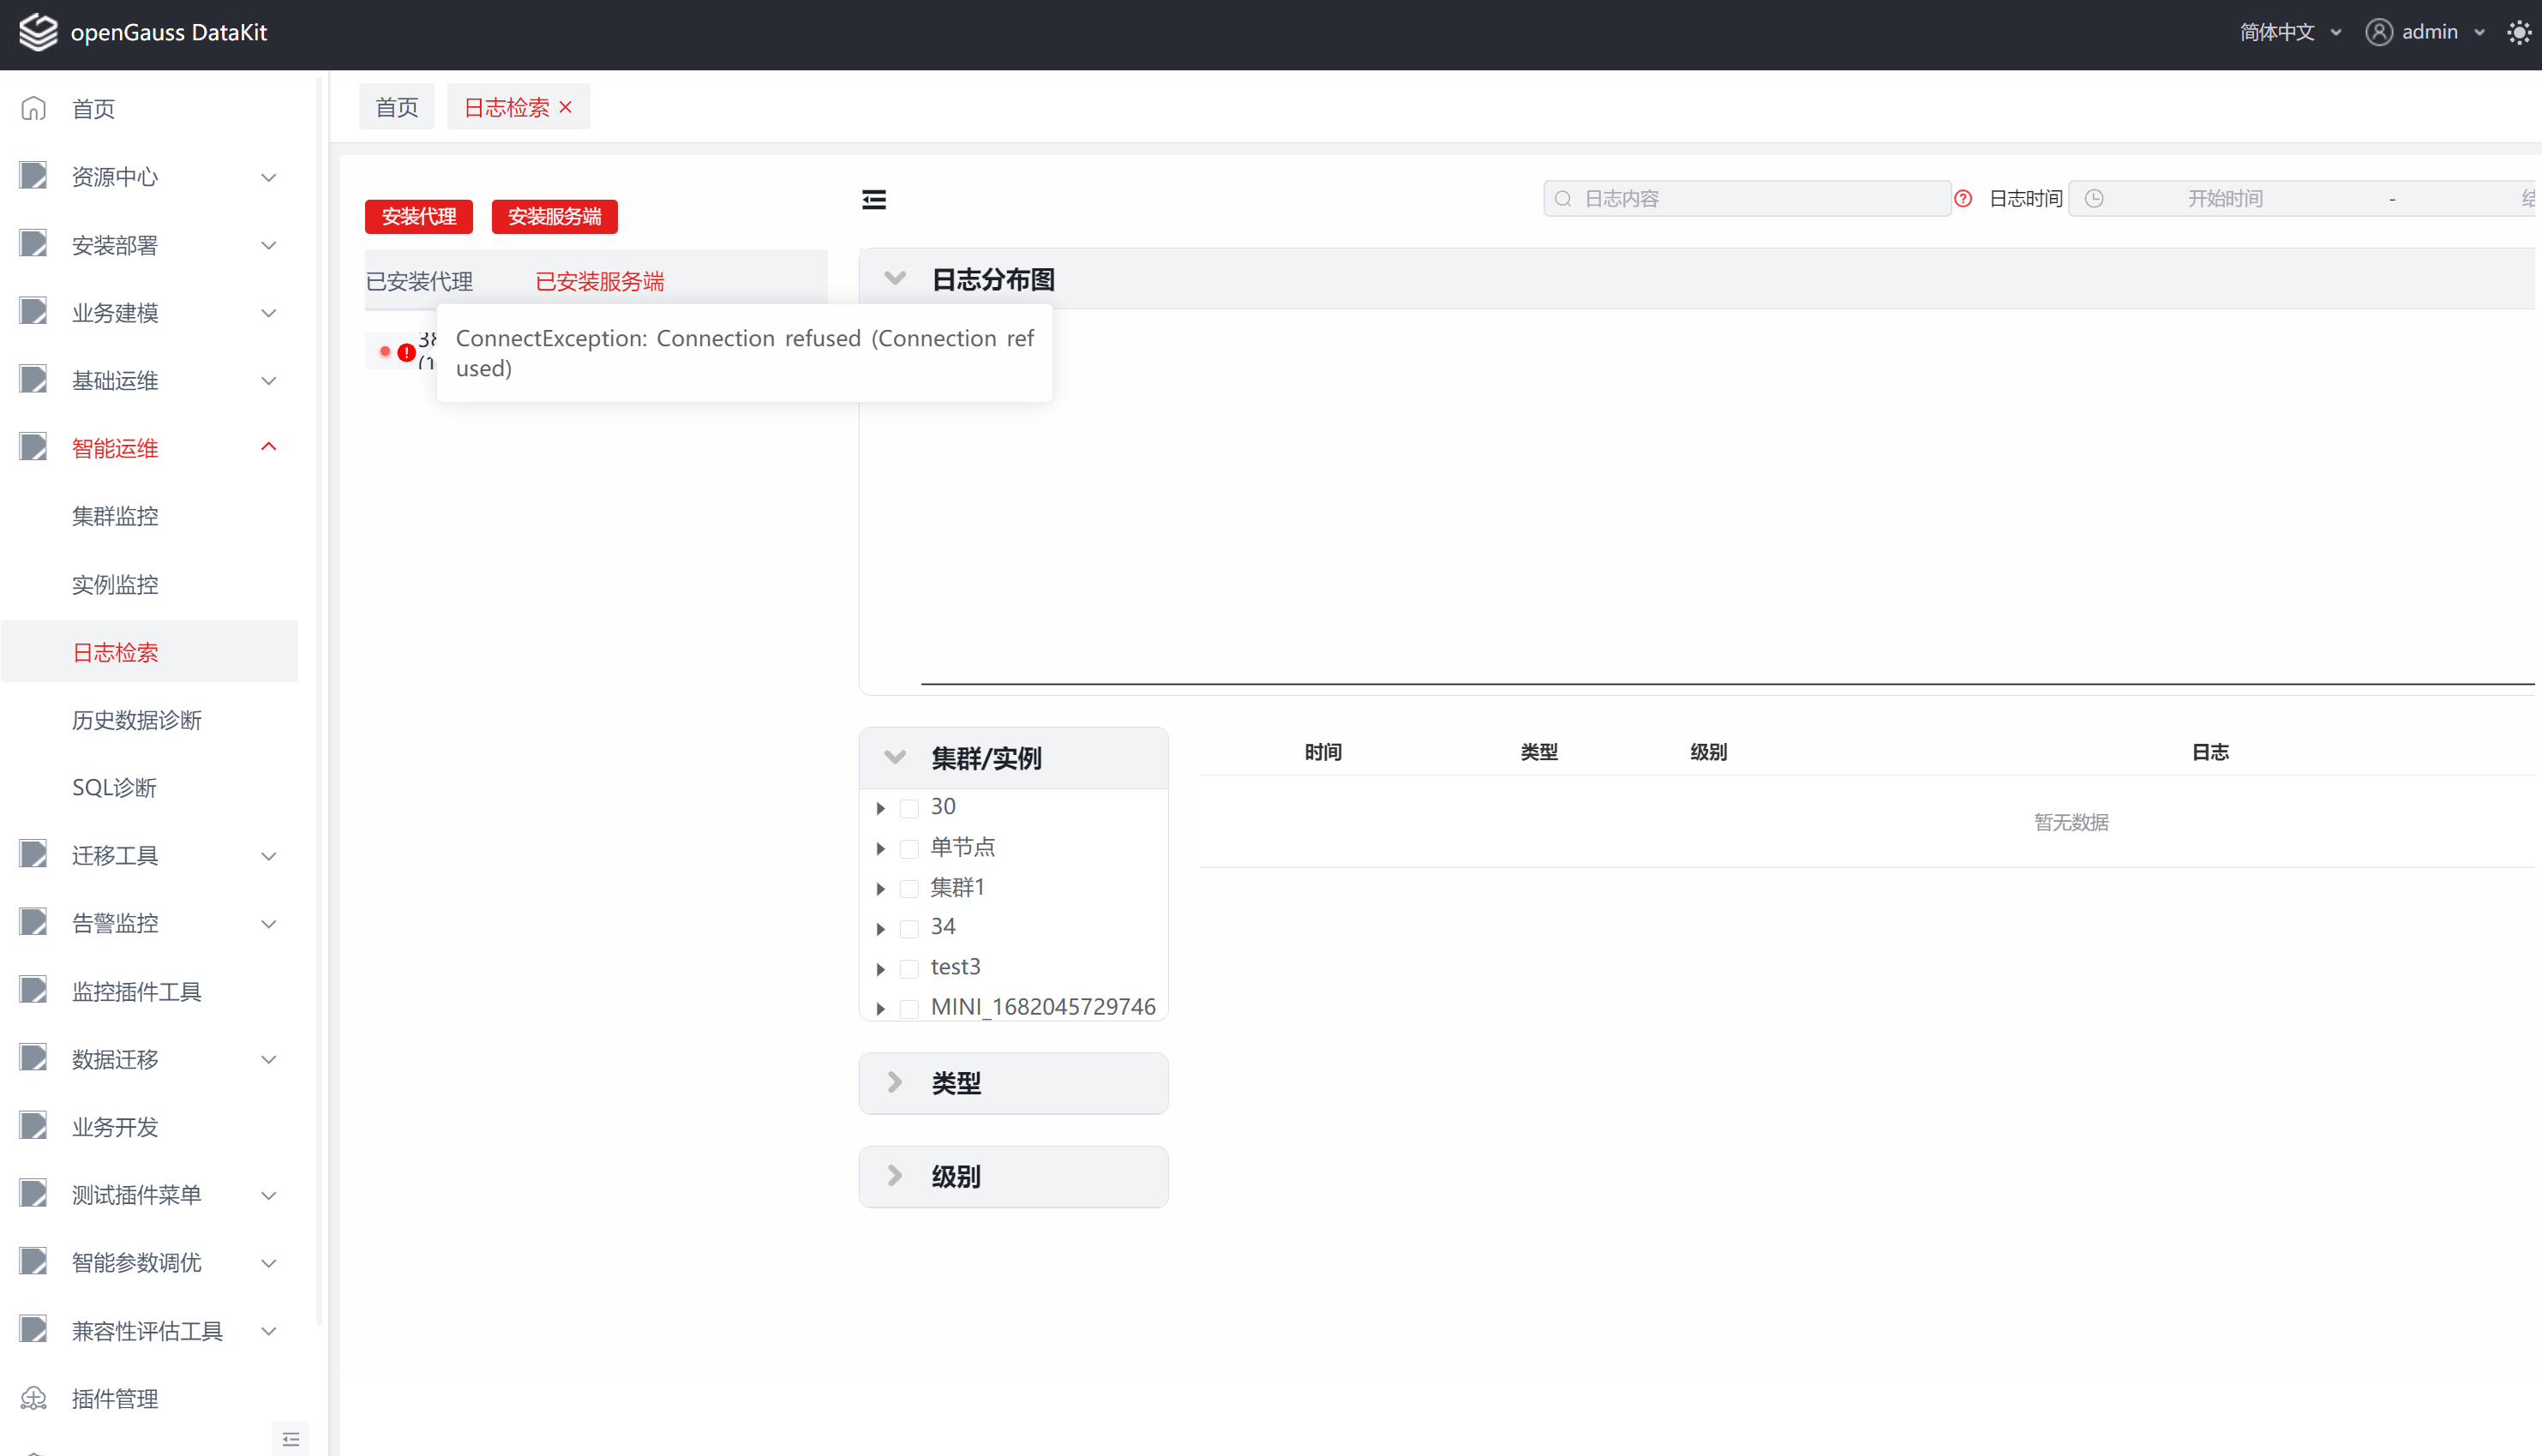 openGauss DataKit
简体中文
admin
首页
资源中心
安装部署
业务建模
基础运维
智能运维
集群监控
实例监控
日志检索
历史数据诊断
SQL诊断
迁移工具
告警监控
监控插件工具
数据迁移
业务开发
测试插件菜单
智能参数调优
兼容性评估工具
插件管理
首页
日志检索
安装代理
安装服务端
日志内容
日志时间
开始时间
-
已安装代理
已安装服务端
ConnectException: Connection refused (Connection ref
used)
日志分布图
集群/实例
30
单节点
集群1
34
test3
MINI_1682045729746
类型
级别
时间
类型
级别
日志
暂无数据